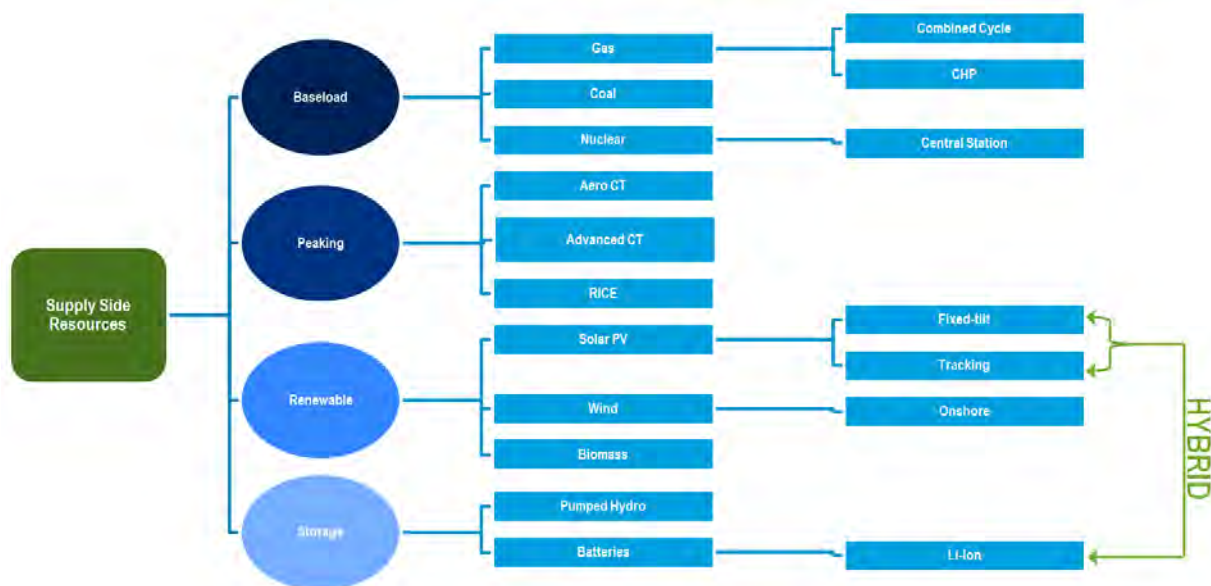 Supply Side
Resources
Baseload
Gas
Combined Cycle
CHP
Coal
Nuclear
Central Station
Peaking
Aero CT
Advanced CT
RICE
Renewable
Solar PV
Fixed-tilt
Tracking
Wind
Onshore
Biomass
Storage
Pumped Hydro
Batteries
Li-Ion
HYBRID